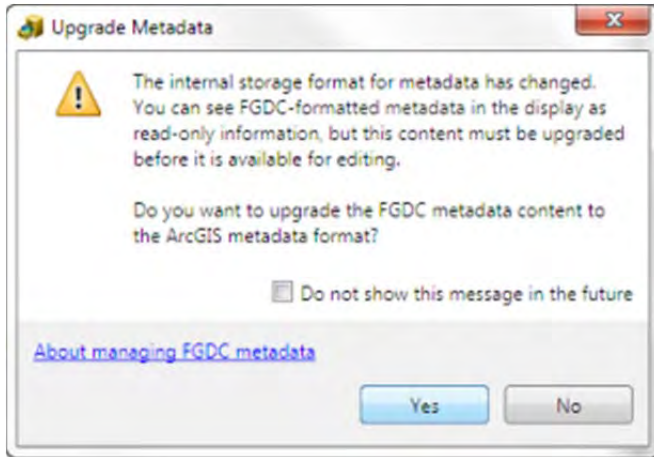 Upgrade Metadata
The internal storage format for metadata has changed.
You can see FGDC-formatted metadata in the display as
read-only information, but this content must be upgraded
before it is available for editing.
Do you want to upgrade the FGDC metadata content to
the ArcGIS metadata format?
Do not show this message in the future
About managing FGDC metadata
Yes No